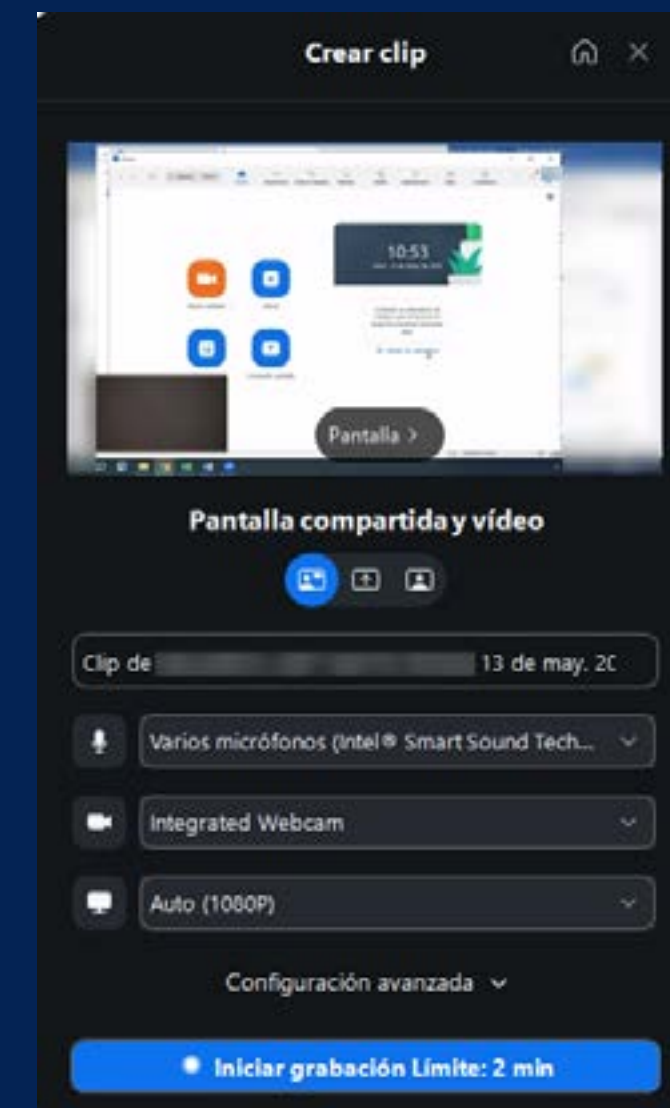 Crear clip
10:53
Pantalla >
Pantalla compartida y vídeo
Clip de 13 de may. 20
Varios micrófonos (Intel® Smart Sound Tech...
Integrated Webcam
Auto (1080P)
Configuración avanzada
Iniciar grabación Límite: 2 min